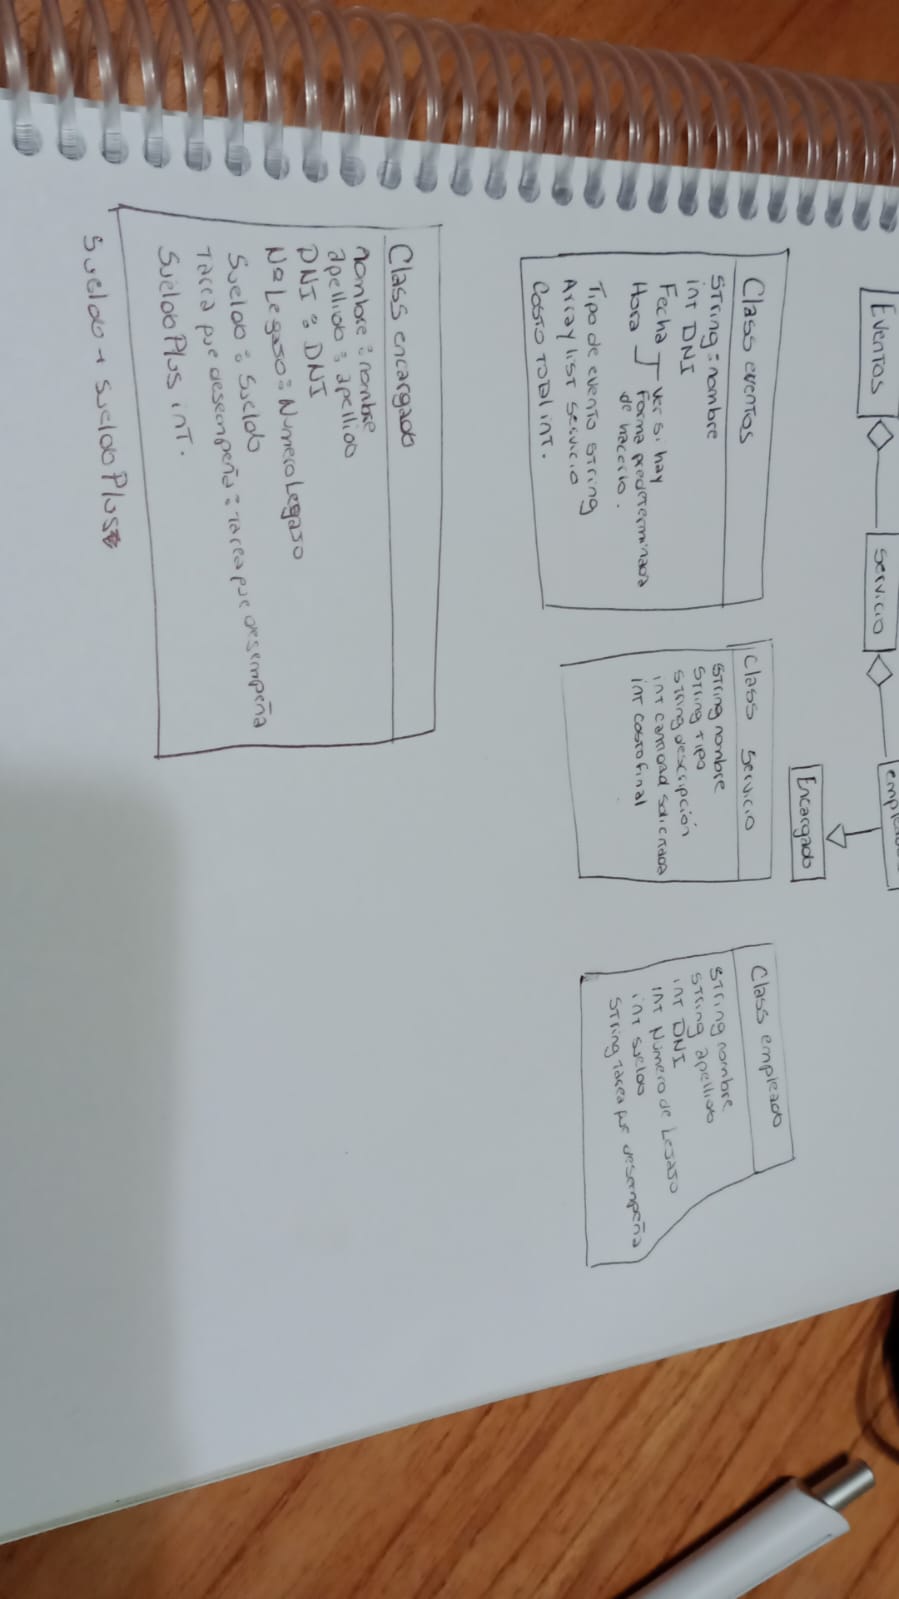 Eventos
Servicio
Encargado
Class eventos
string = nombre
int DNI
Fecha
Hora
ver si hay
forma predeterminada
de hacerlo.
Tipo de evento string
Array list servicio
Costo Total int.
Class Servicio
string nombre
string Tipo
string descripción
int cantidad solicitada
int costo final
Class empleado
string nombre
string apellido
int DNI
int Número de Legajo
int sueldo
string Tarea que desempeña
Class encargado
nombre = nombre
apellido = apellido
DNI = DNI
No Legajo = Numero Legajo
Sueldo = Sueldo
Tarea que desempeña = Tarea que desempeña
Sueldo Plus int.
Sueldo + sueldo Plus